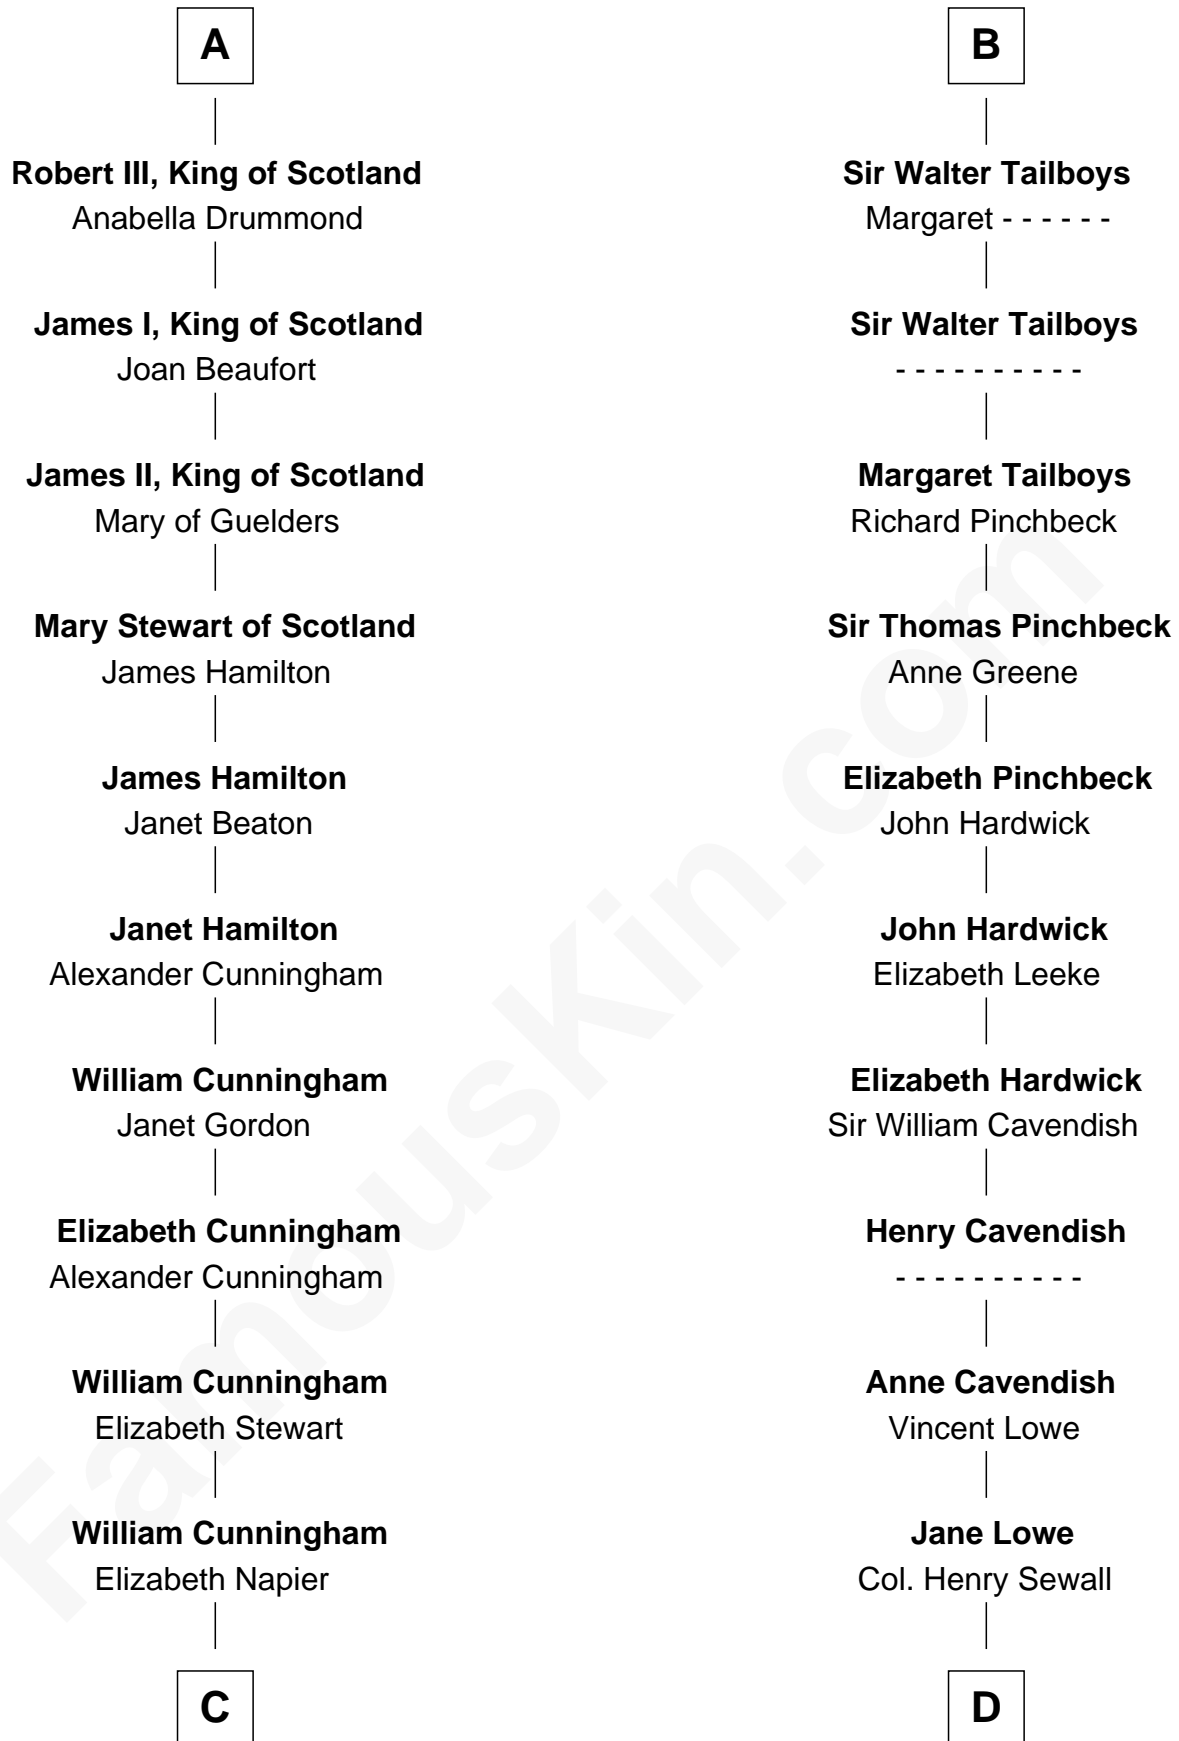 A
Robert III, King of Scotland
Anabella Drummond
James I, King of Scotland
Joan Beaufort
James II, King of Scotland
Mary of Guelders
Mary Stewart of Scotland
James Hamilton
James Hamilton
Janet Beaton
Janet Hamilton
Alexander Cunningham
William Cunningham
Janet Gordon
Elizabeth Cunningham
Alexander Cunningham
William Cunningham
Elizabeth Stewart
William Cunningham
Elizabeth Napier
C
B
Sir Walter Tailboys
Margaret - - - - - -
Sir Walter Tailboys
- - - - - - - - - -
Margaret Tailboys
Richard Pinchbeck
Sir Thomas Pinchbeck
Anne Greene
Elizabeth Pinchbeck
John Hardwick
John Hardwick
Elizabeth Leeke
Elizabeth Hardwick
Sir William Cavendish
Henry Cavendish
- - - - - - - - - -
Anne Cavendish
Vincent Lowe
Jane Lowe
Col. Henry Sewall
D
FamousKin.com